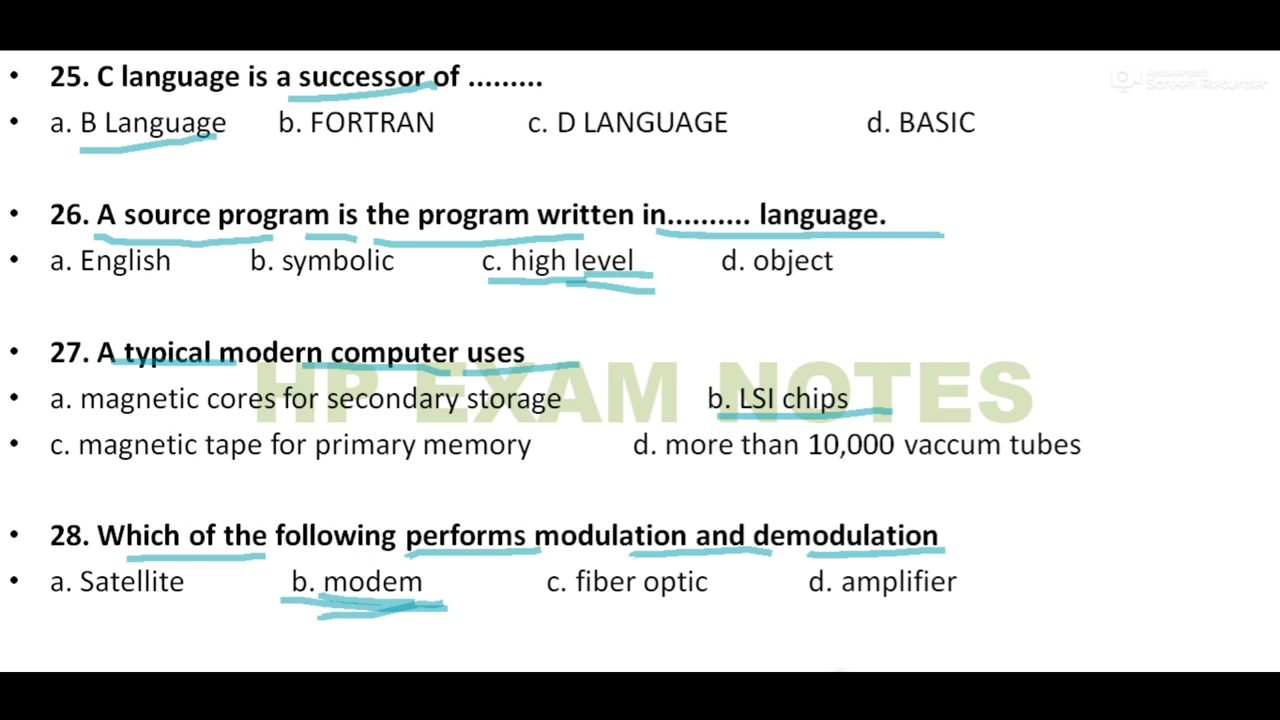 • 25. C language is a successor of .........
• a. B Language b. FORTRAN c. D LANGUAGE d. BASIC
• 26. A source program is the program written in.......... language.
• a. English b. symbolic c. high level d. object
• 27. A typical modern computer uses
HP EXAM NOTES
• a. magnetic cores for secondary storage b. LSI chips
• c. magnetic tape for primary memory d. more than 10,000 vaccum tubes
• 28. Which of the following performs modulation and demodulation
• a. Satellite b. modem c. fiber optic d. amplifier
Screen Recorder